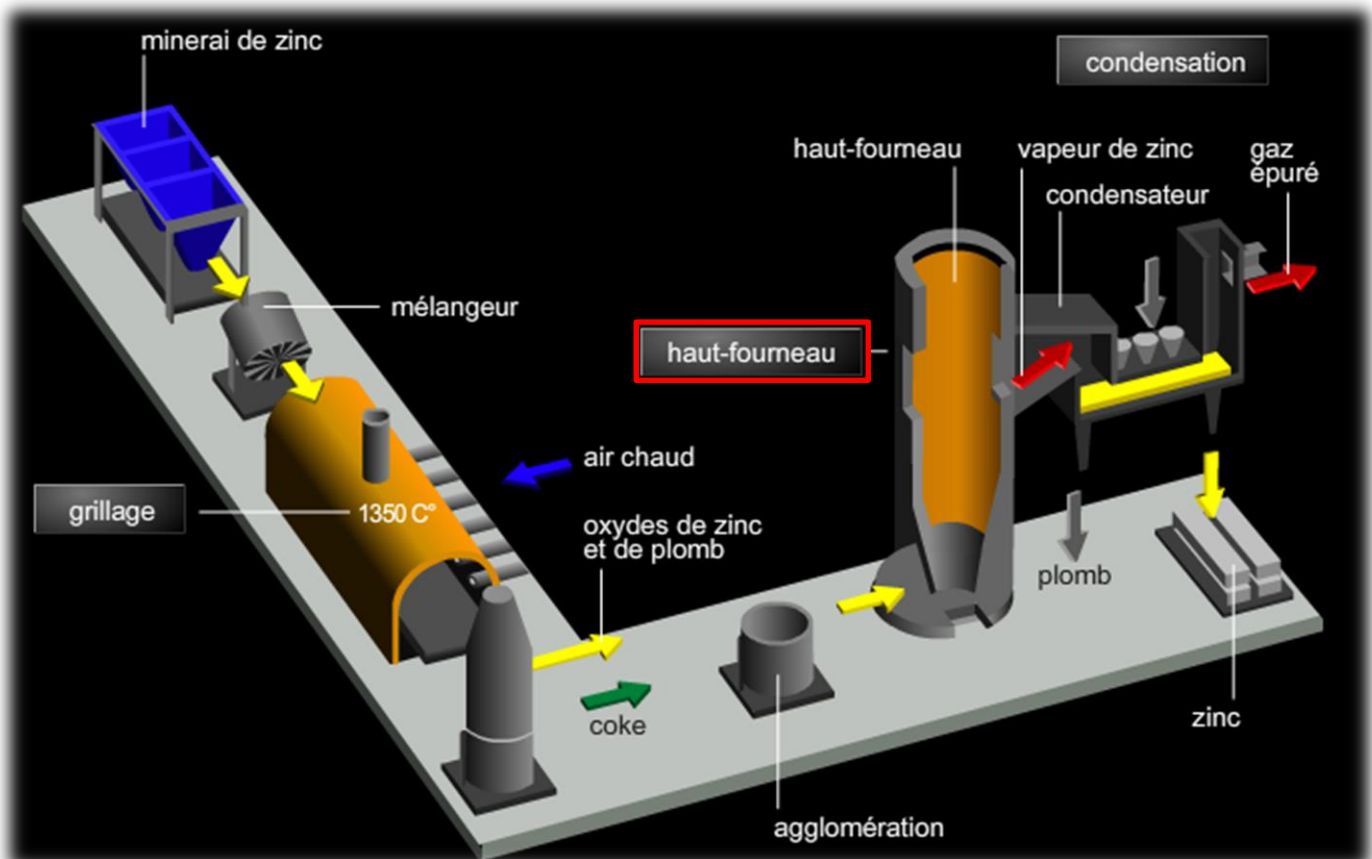 minerai de zinc
condensation
haut-fourneau
vapeur de zinc
gaz
épuré
condensateur
mélangeur
haut-fourneau
air chaud
grillage
1350 C°
oxydes de zinc
et de plomb
plomb
coke
zinc
agglomération